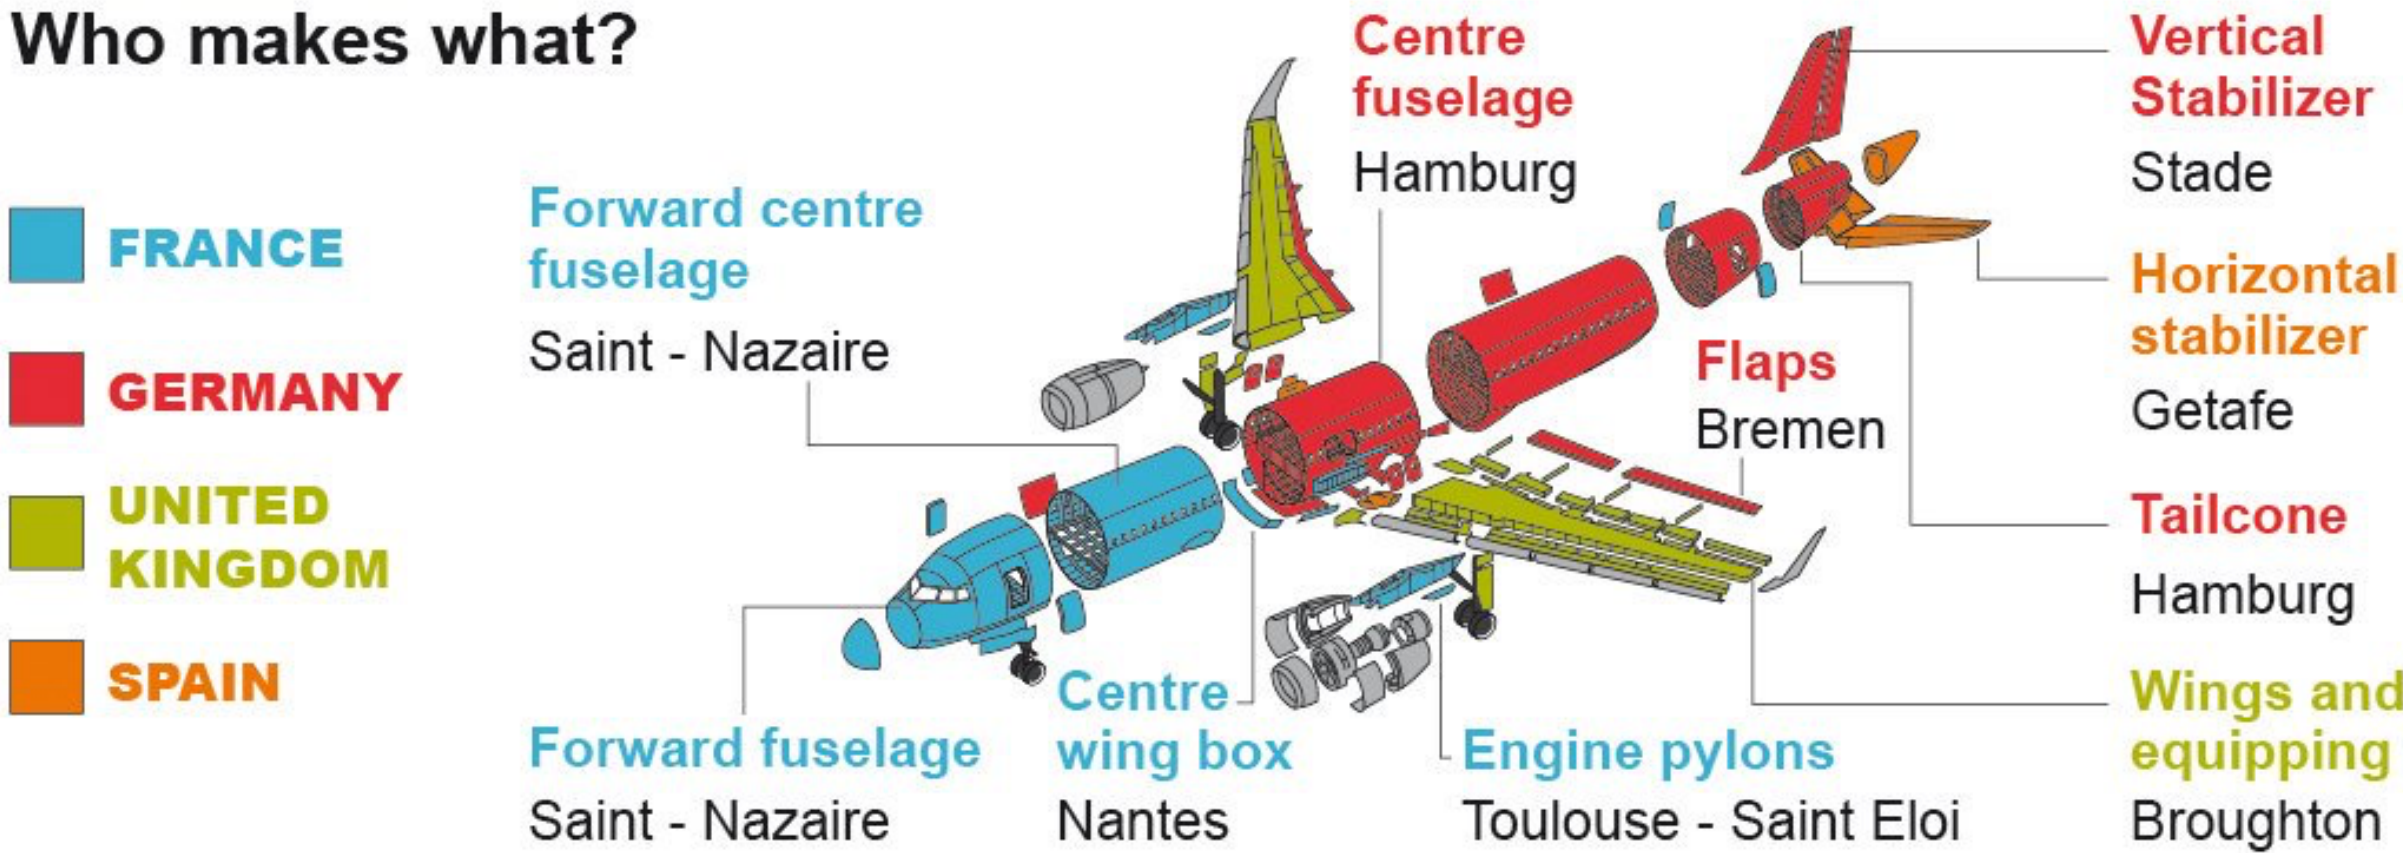 Who makes what?
FRANCE
GERMANY
UNITED
KINGDOM
SPAIN
Forward centre
fuselage
Saint - Nazaire
Centre
fuselage
Hamburg
Vertical
Stabilizer
Stade
Horizontal
stabilizer
Getafe
Flaps
Bremen
Tailcone
Hamburg
Wings and
equipping
Broughton
Forward fuselage
Saint - Nazaire
Centre
wing box
Nantes
Engine pylons
Toulouse - Saint Eloi